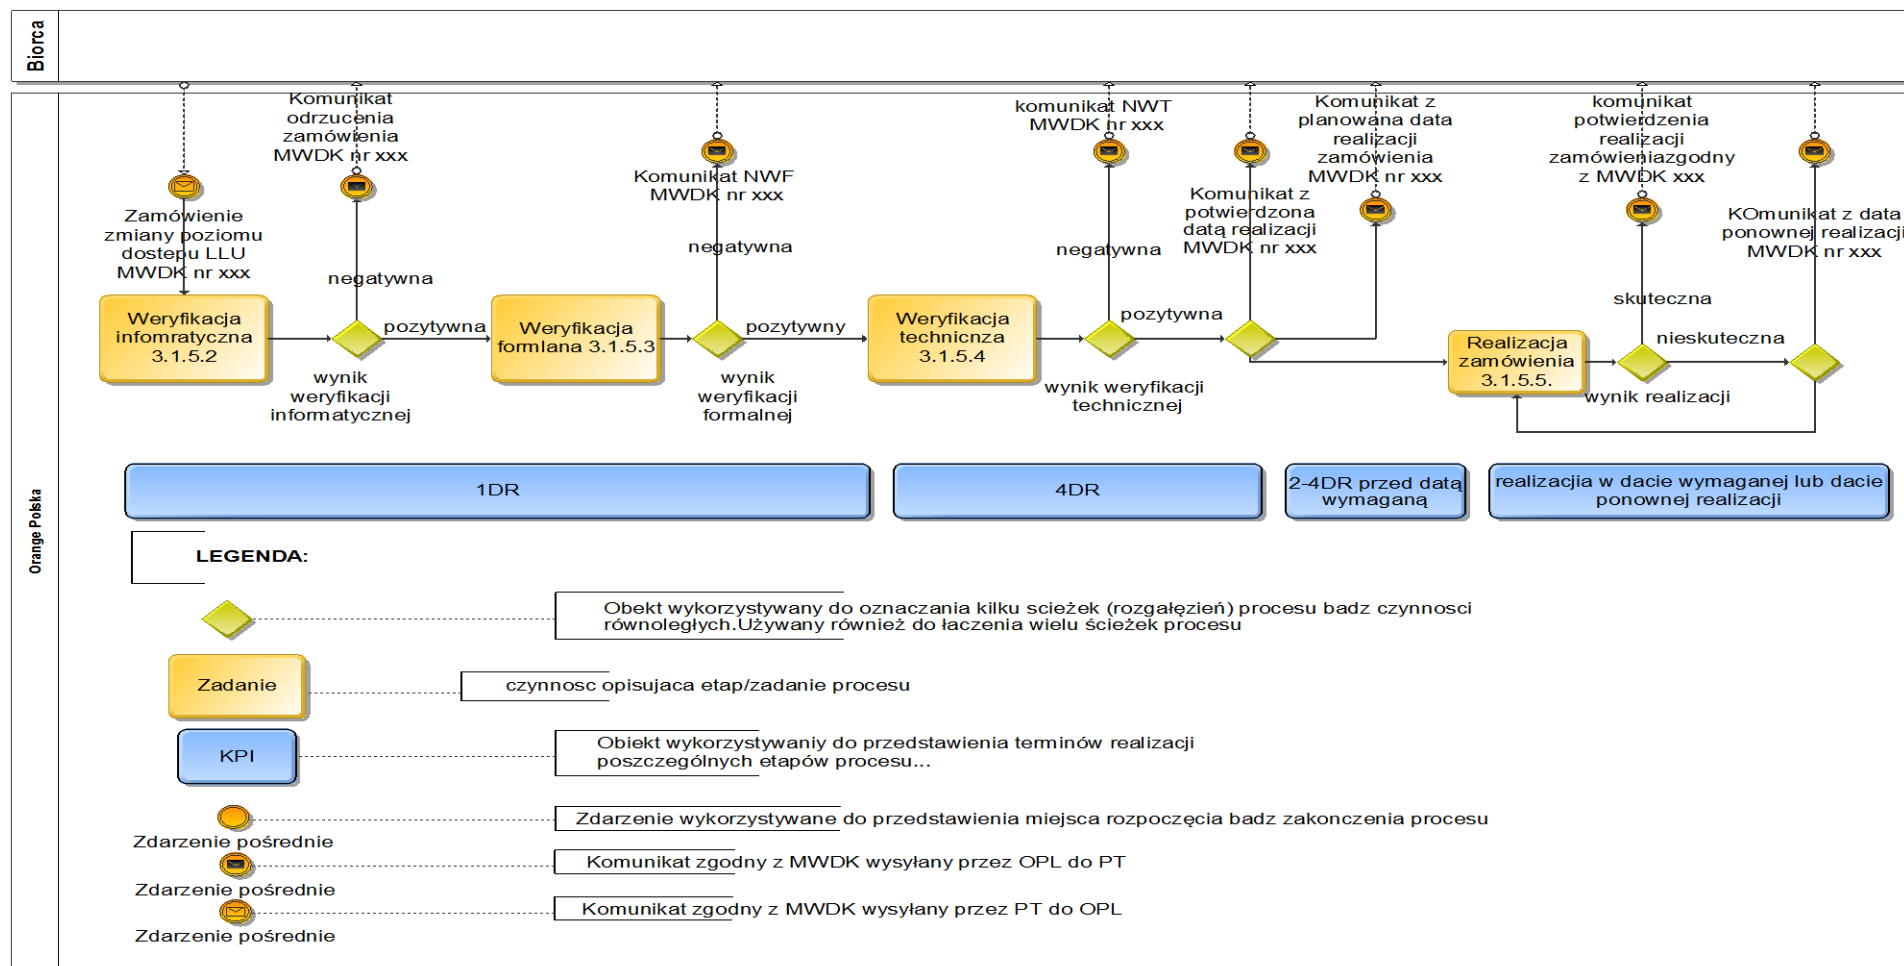 Biorca
Orange Polska
Komunikat
odrzucenia
zamówienia
MWDK nr xxx
Zamówienie
zmiany poziomu
dostepu LLU
MWDK nr xxx
negatywna
Weryfikacja
infomratyczna
3.1.5.2
pozytywna
wynik
weryfikacji
informatycznej
Komunikat NWF
MWDK nr xxx
negatywna
Weryfikacja
formlana 3.1.5.3
pozytywny
wynik
weryfikacji
formalnej
komunikat NWT
MWDK nr xxx
negatywna
Weryfikacja
technicnza
3.1.5.4
pozytywna
wynik weryfikacji
technicznej
Komunikat z
potwierdzona
datą realizacji
MWDK nr xxx
Komunikat z
planowana data
realizacji
zamówienia
MWDK nr xxx
komunikat
potwierdzenia
realizacji
zamówieniazgodny
z MWDK xxx
KOmunikat z data
ponownej realizacji
MWDK nr xxx
skuteczna
nieskuteczna
Realizacja
zamówienia
3.1.5.5.
wynik realizacji
1DR
4DR
2-4DR przed datą
wymaganą
realizacjia w dacie wymaganej lub dacie
ponownej realizacji
LEGENDA:
Obekt wykorzystywany do oznaczania kilku scieżek (rozgałęzień) procesu badz czynnosci
równoległych.Używany również do łaczenia wielu ścieżek procesu
Zadanie
czynnosc opisujaca etap/zadanie procesu
KPI
Obiekt wykorzystywaniy do przedstawienia terminów realizacji
poszczególnych etapów procesu...
Zdarzenie wykorzystywane do przedstawienia miejsca rozpoczęcia badz zakonczenia procesu
Zdarzenie pośrednie
Komunikat zgodny z MWDK wysyłany przez OPL do PT
Zdarzenie pośrednie
Komunikat zgodny z MWDK wysyłany przez PT do OPL
Zdarzenie pośrednie